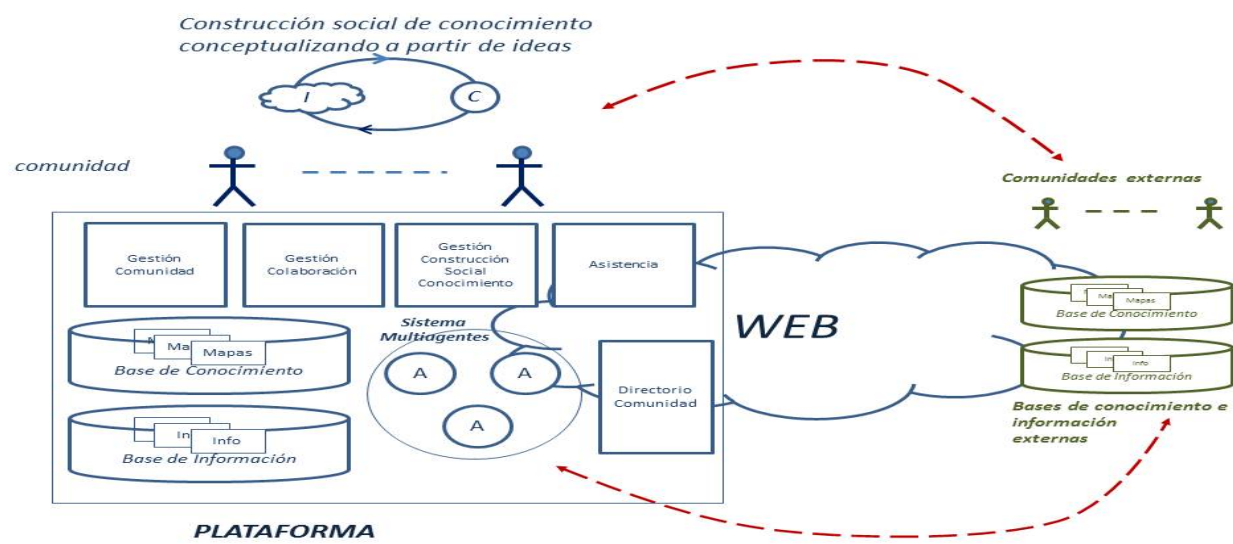 Construcción social de conocimiento
conceptualizando a partir de ideas
I
C
comunidad
Comunidades externas
Gestión
Comunidad
Gestión
Colaboración
Gestión
Construcción
Social
Conocimiento
Asistencia
Sistema
Multiagentes
Mapas
Base de Conocimiento
A
A
A
Directorio
Comunidad
Info
Base de Información
WEB
Mapas
Base de Conocimiento
Info
Base de Información
Bases de conocimiento e
información
externas
PLATAFORMA